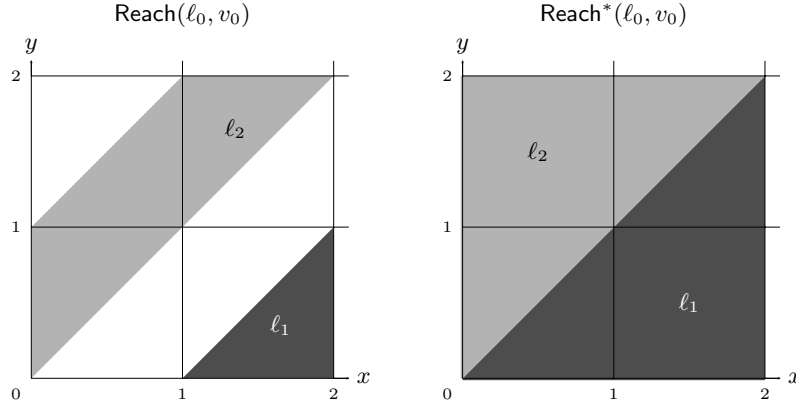 Reach(ℓ₀, v₀)
y
2
1
0
1
2
x
ℓ₂
ℓ₁
Reach*(ℓ₀, v₀)
y
2
1
0
1
2
x
ℓ₂
ℓ₁